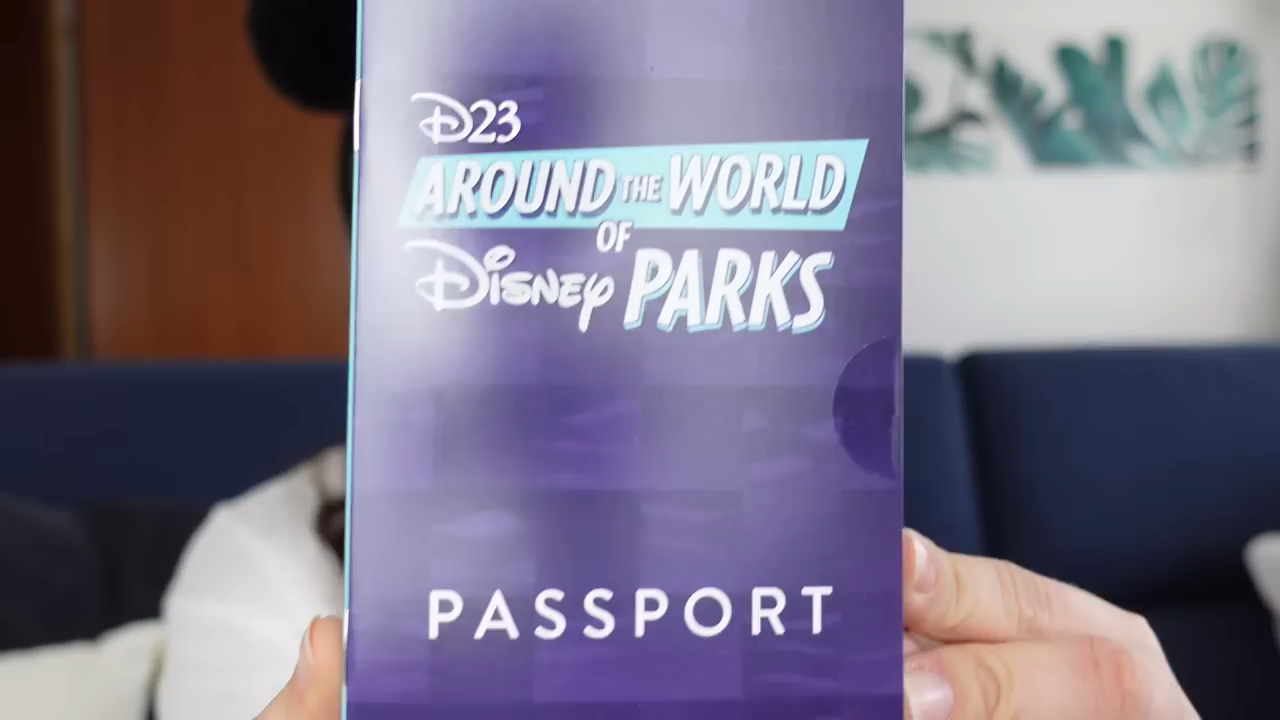 D23
AROUND THE WORLD
OF
Disney PARKS
PASSPORT